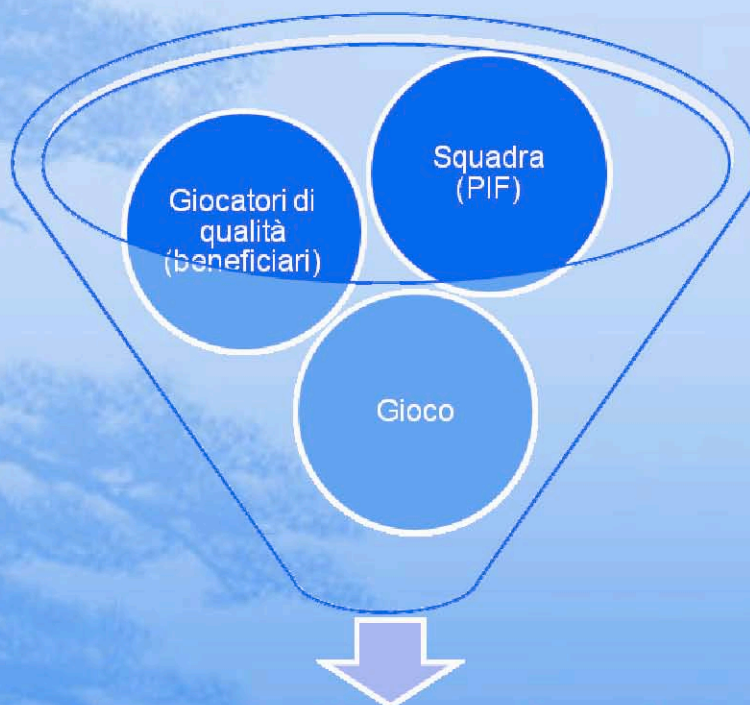 Giocatori di
qualità
(beneficiari)
Squadra
(PIF)
Gioco